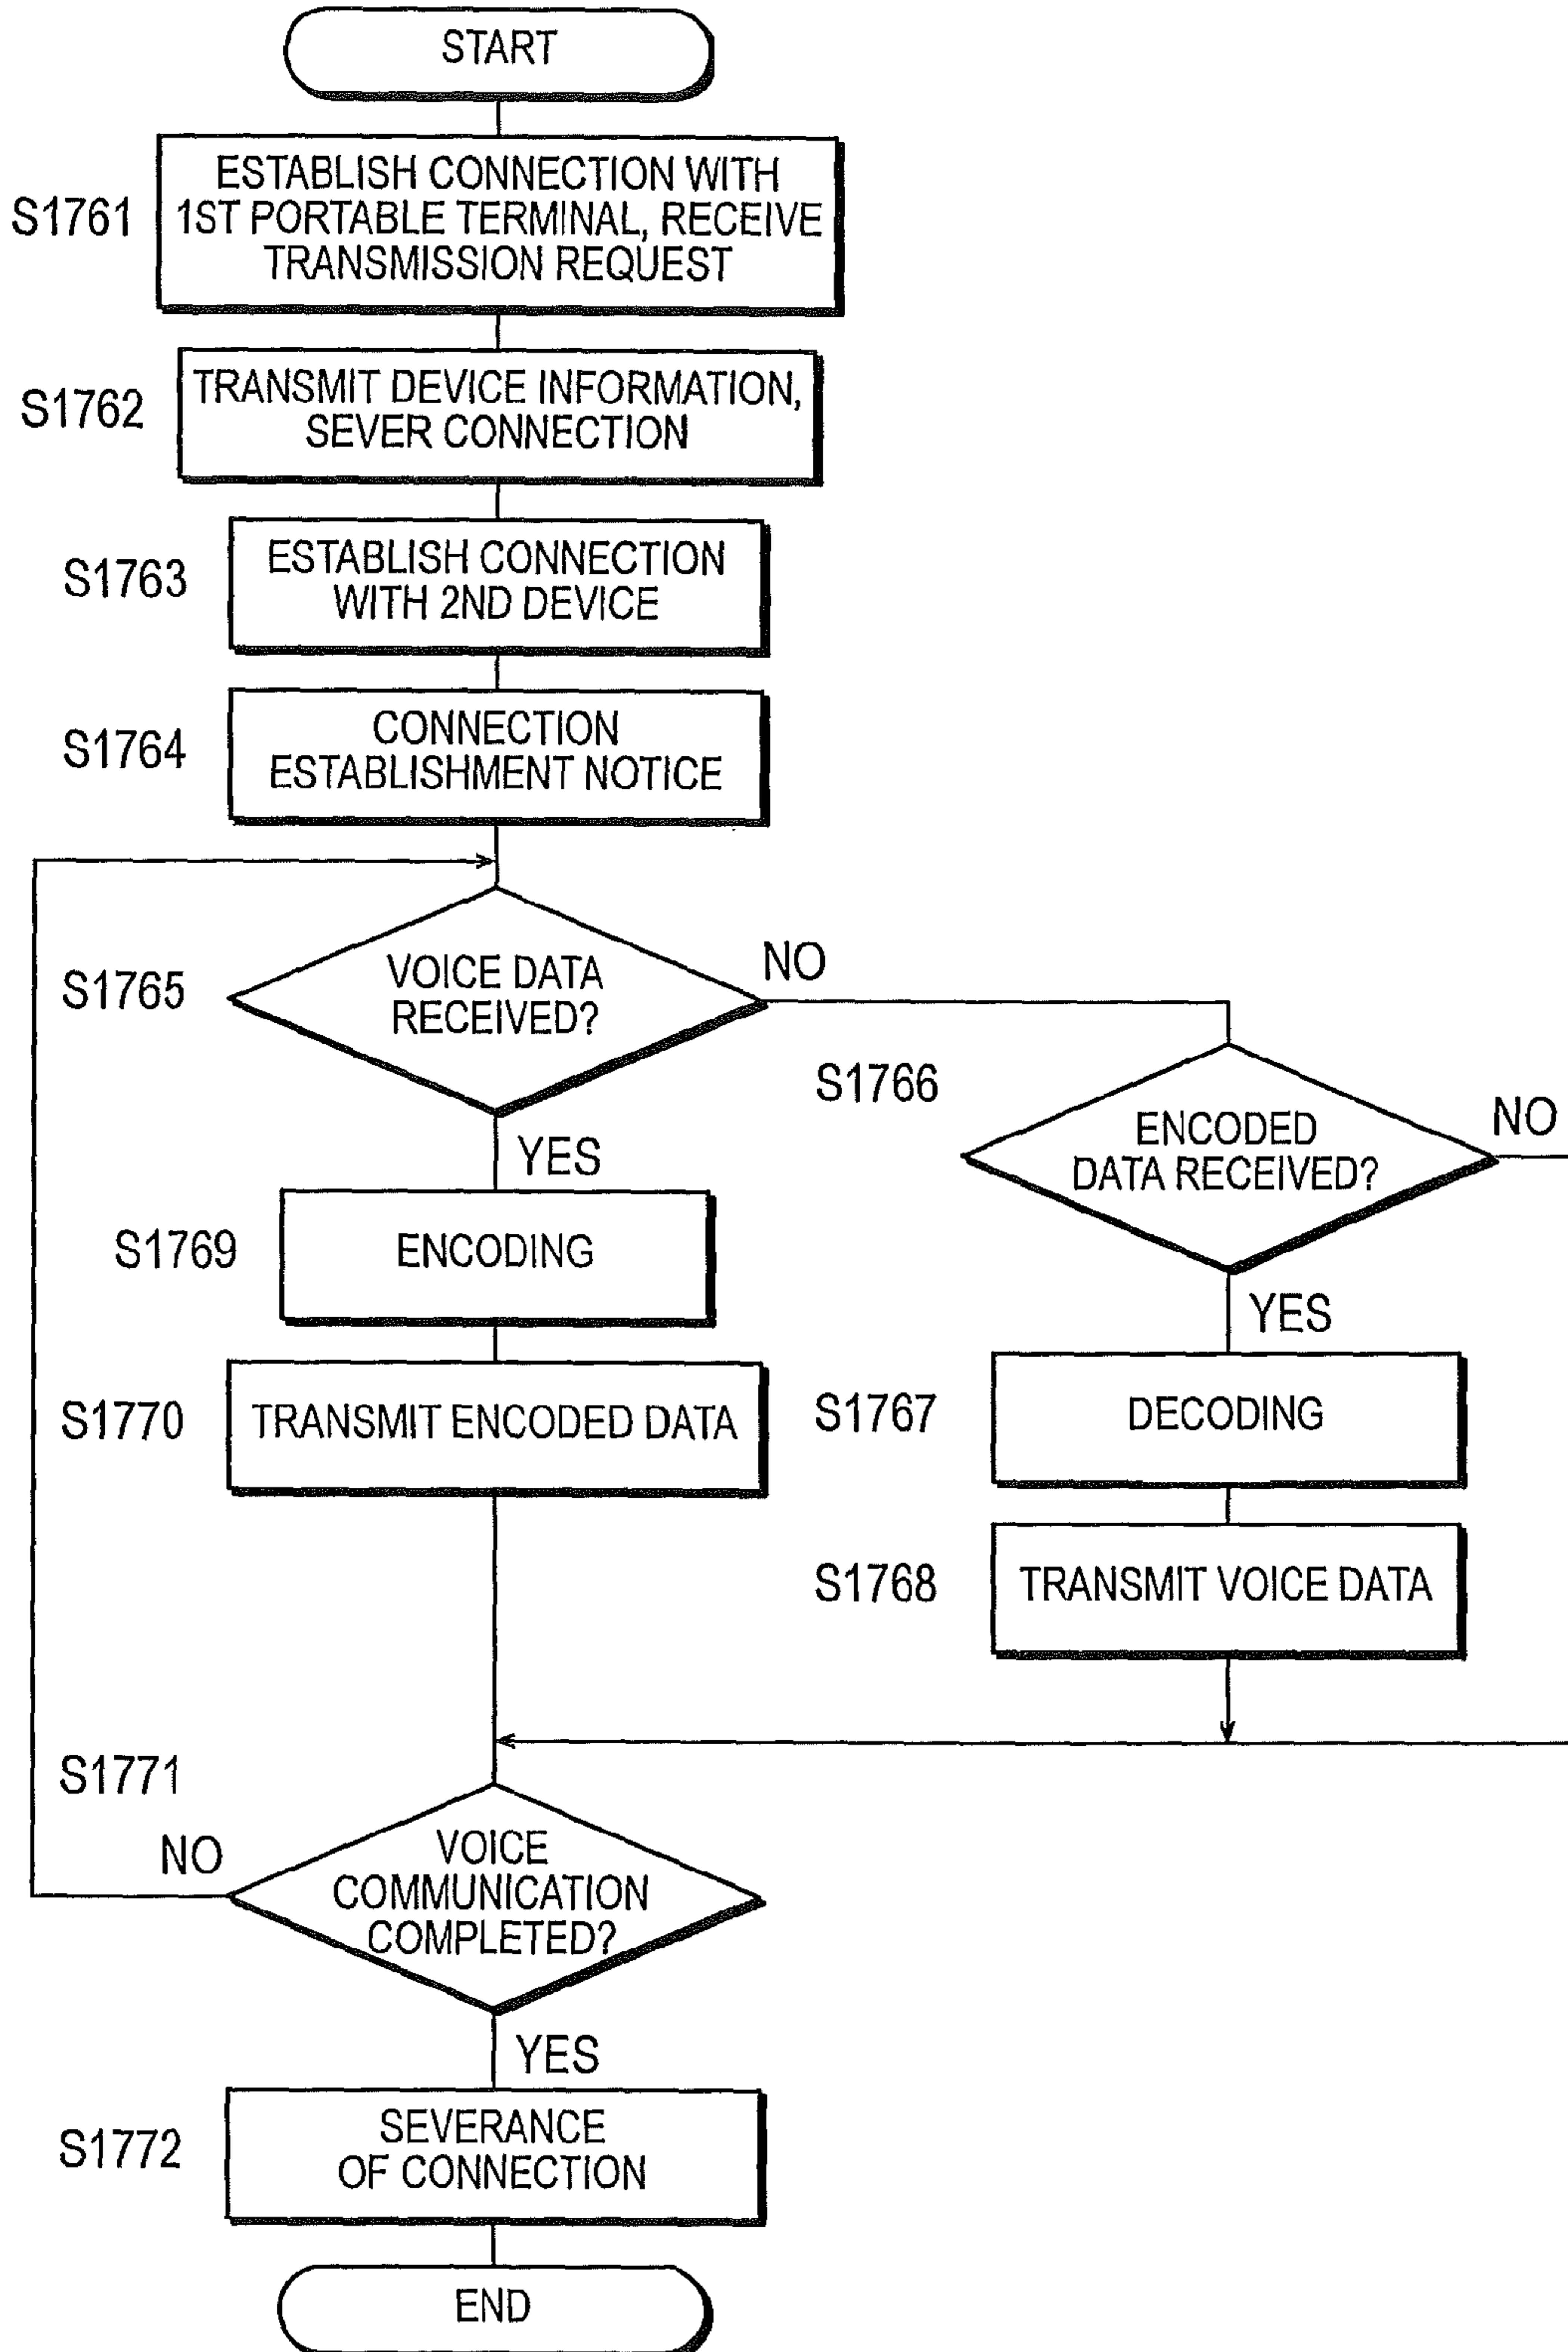 START
S1761
ESTABLISH CONNECTION WITH
1ST PORTABLE TERMINAL, RECEIVE
TRANSMISSION REQUEST
S1762
TRANSMIT DEVICE INFORMATION,
SEVER CONNECTION
S1763
ESTABLISH CONNECTION
WITH 2ND DEVICE
S1764
CONNECTION
ESTABLISHMENT NOTICE
S1765
VOICE DATA
RECEIVED?
NO
YES
S1766
ENCODED
DATA RECEIVED?
NO
YES
S1769
ENCODING
S1767
DECODING
S1770
TRANSMIT ENCODED DATA
S1768
TRANSMIT VOICE DATA
S1771
NO
VOICE
COMMUNICATION
COMPLETED?
YES
S1772
SEVERANCE
OF CONNECTION
END